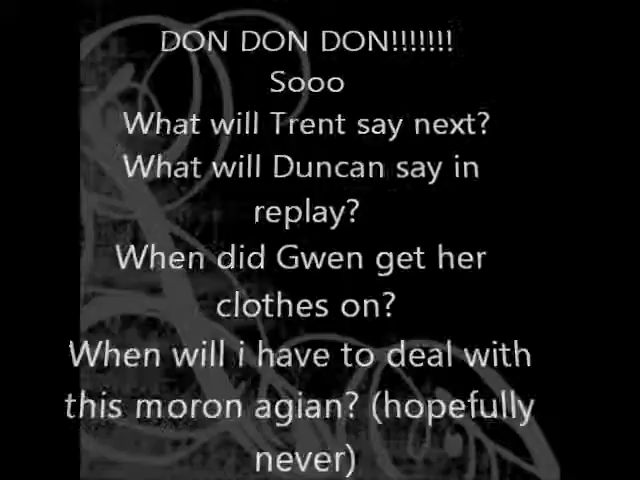 DON DON DON!!!!!!!
Sooo
What will Trent say next?
What will Duncan say in
replay?
When did Gwen get her
clothes on?
When will i have to deal with
this moron agian? (hopefully
never)